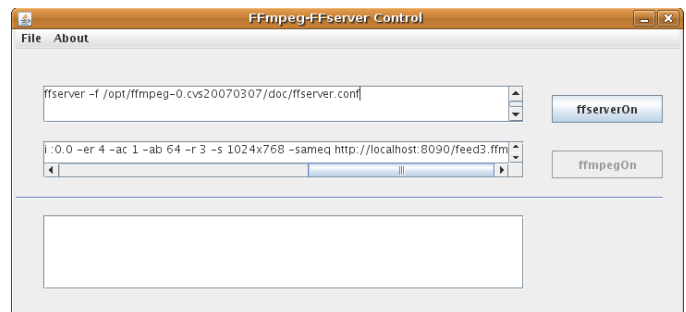 FFmpeg-FFserver Control
File About
ffserver -f /opt/ffmpeg-0.cvs20070307/doc/ffserver.conf
ffserverOn
i :0.0 -er 4 -ac 1 -ab 64 -r 3 -s 1024x768 -sameq http://localhost:8090/feed3.ffm
ffmpegOn